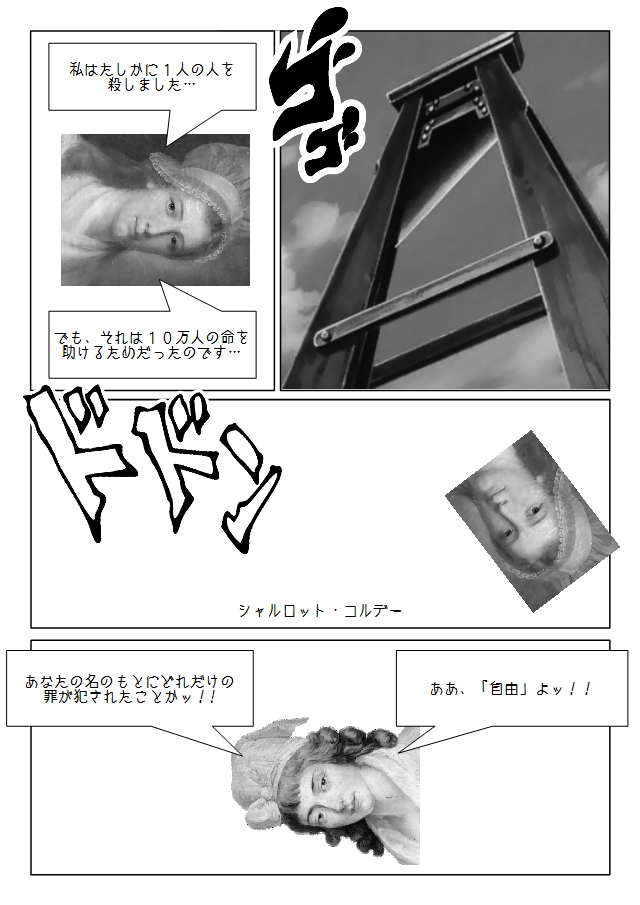 ゴゴ
私はたしかに１人の人を
殺しました…
でも、それは１０万人の命を
助けるためだったのです…
ドドン
シャルロット・コルデー
ああ、「自由」よッ！！
あなたの名のもとにどれだけの
罪が犯されたことかッ！！